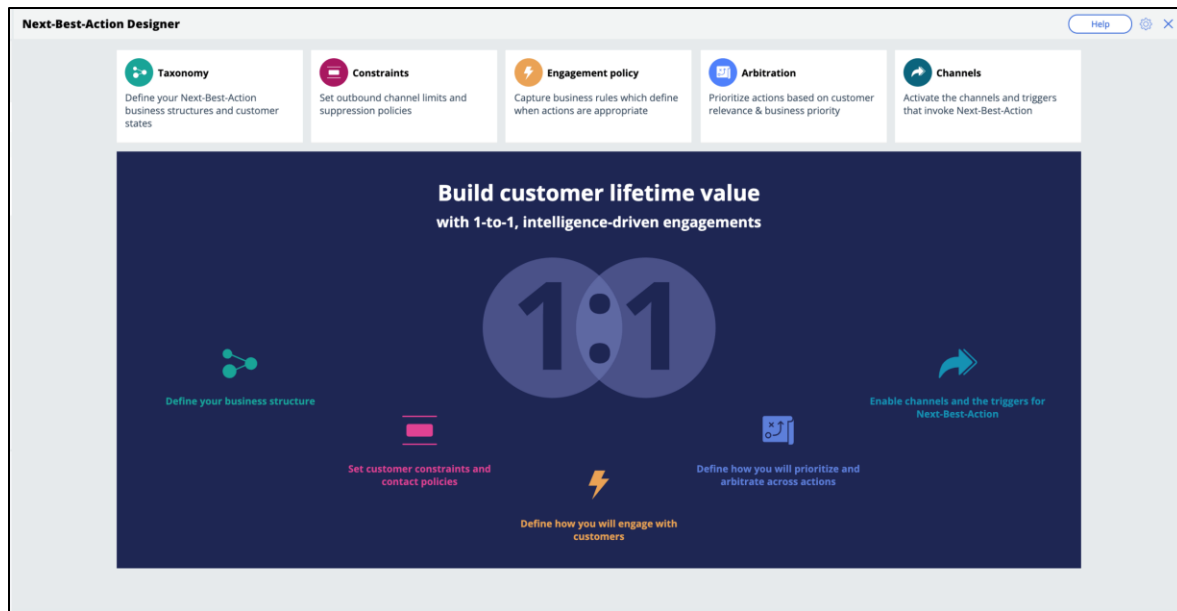 Next-Best-Action Designer
Help
Taxonomy
Define your Next-Best-Action
business structures and customer
states
Constraints
Set outbound channel limits and
suppression policies
Engagement policy
Capture business rules which define
when actions are appropriate
Arbitration
Prioritize actions based on customer
relevance & business priority
Channels
Activate the channels and triggers
that invoke Next-Best-Action
Build customer lifetime value
with 1-to-1, intelligence-driven engagements
1:1
Define your business structure
Enable channels and the triggers for
Next-Best-Action
Set customer constraints and
contact policies
Define how you will prioritize and
arbitrate across actions
Define how you will engage with
customers